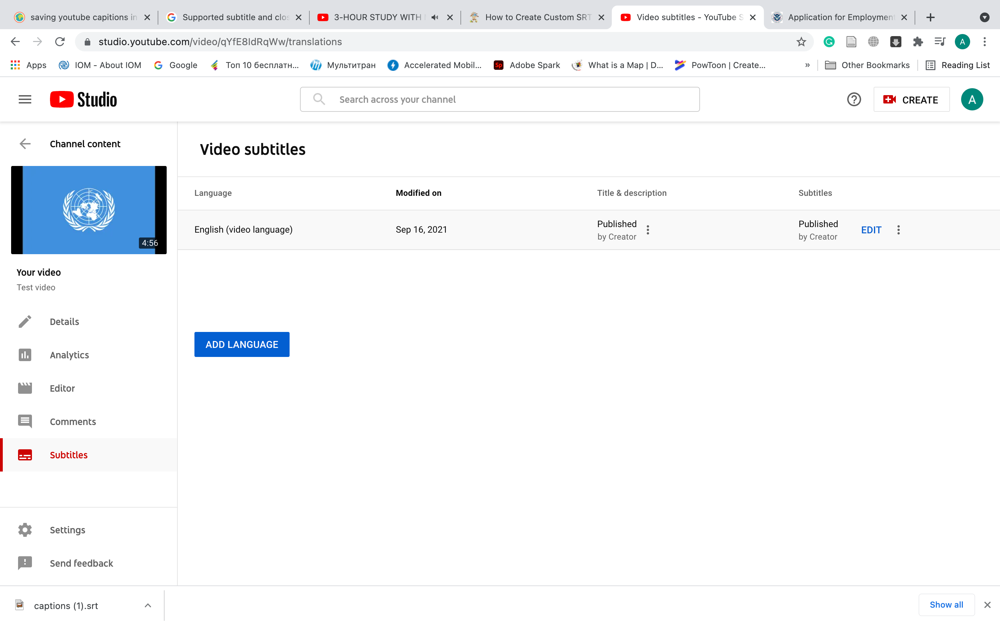 saving youtube capitions in
Supported subtitle and clos
3-HOUR STUDY WITH
How to Create Custom SRT
Video subtitles - YouTube S
Application for Employment
studio.youtube.com/video/qYfE8IdRqWw/translations
A
Apps
IOM - About IOM
Google
Топ 10 бесплатн...
Мультитран
Accelerated Mobil...
Sp
Adobe Spark
What is a Map | D...
PowToon | Create...
»
Other Bookmarks
Reading List
Studio
Search across your channel
CREATE
A
Channel content
4:56
Your video
Test video
Details
Analytics
Editor
Comments
Subtitles
Settings
Send feedback
Video subtitles
Language
Modified on
Title & description
Subtitles
English (video language)
Sep 16, 2021
Published
by Creator
Published
by Creator
EDIT
ADD LANGUAGE
captions (1).srt
Show all